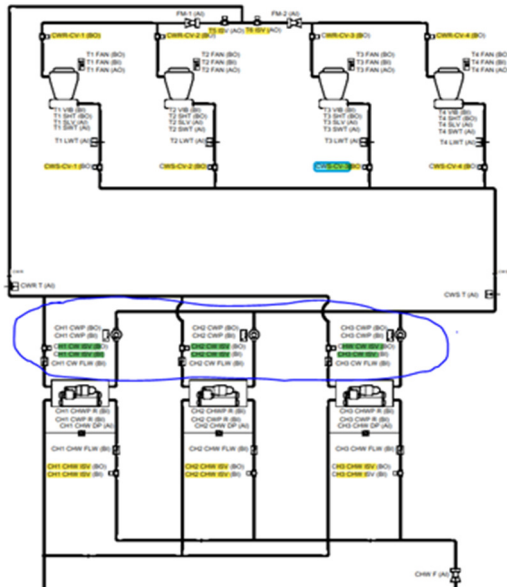 FM-1 (AI)
FM-2 (AI)
T5 ISV (AO)
T6 ISV (AO)
CWR-CV-1 (BO)
CWR-CV-2 (BO)
CWR-CV-3 (BO)
CWR-CV-4 (BO)
T1 FAN (BO)
T1 FAN (BI)
T1 FAN (AO)
T2 FAN (BO)
T2 FAN (BI)
T2 FAN (AO)
T3 FAN (BO)
T3 FAN (BI)
T3 FAN (AO)
T4 FAN (BO)
T4 FAN (BI)
T4 FAN (AO)
T1 VIB (BI)
T1 SHT (BO)
T1 SLV (AI)
T1 SWT (AI)
T2 VIB (BI)
T2 SHT (BO)
T2 SLV (AI)
T2 SWT (AI)
T3 VIB (BI)
T3 SHT (BO)
T3 SLV (AI)
T3 SWT (AI)
T4 VIB (BI)
T4 SHT (BO)
T4 SLV (AI)
T4 SWT (AI)
T1 LWT (AI)
T2 LWT (AI)
T3 LWT (AI)
T4 LWT (AI)
CWS-CV-1 (BO)
CWS-CV-2 (BO)
CWS-CV-3 (BO)
CWS-CV-4 (BO)
CWR T (AI)
CWS T (AI)
CH1 CWP (BO)
CH1 CWP (BI)
CH1 CW ISV (BO)
CH1 CW ISV (BI)
CH1 CW FLW (BI)
CH2 CWP (BO)
CH2 CWP (BI)
CH2 CW ISV (BO)
CH2 CW ISV (BI)
CH2 CW FLW (BI)
CH3 CWP (BO)
CH3 CWP (BI)
CH3 CW ISV (BI)
CH3 CW FLW (BI)
CH1 CHWP R (BI)
CH1 CWP R (BI)
CH1 CHW DP (AI)
CH2 CHWP R (BI)
CH2 CWP R (BI)
CH2 CHW DP (AI)
CH3 CHWP R (BI)
CH3 CWP R (BI)
CH3 CHW DP (AI)
CH1 CHW FLW (BI)
CH2 CHW FLW (BI)
CH3 CHW FLW (BI)
CH1 CHW ISV (BO)
CH1 CHW ISV (BI)
CH2 CHW ISV (BO)
CH2 CHW ISV (BI)
CH3 CHW ISV (BO)
CH3 CHW ISV (BI)
CHW F (AI)